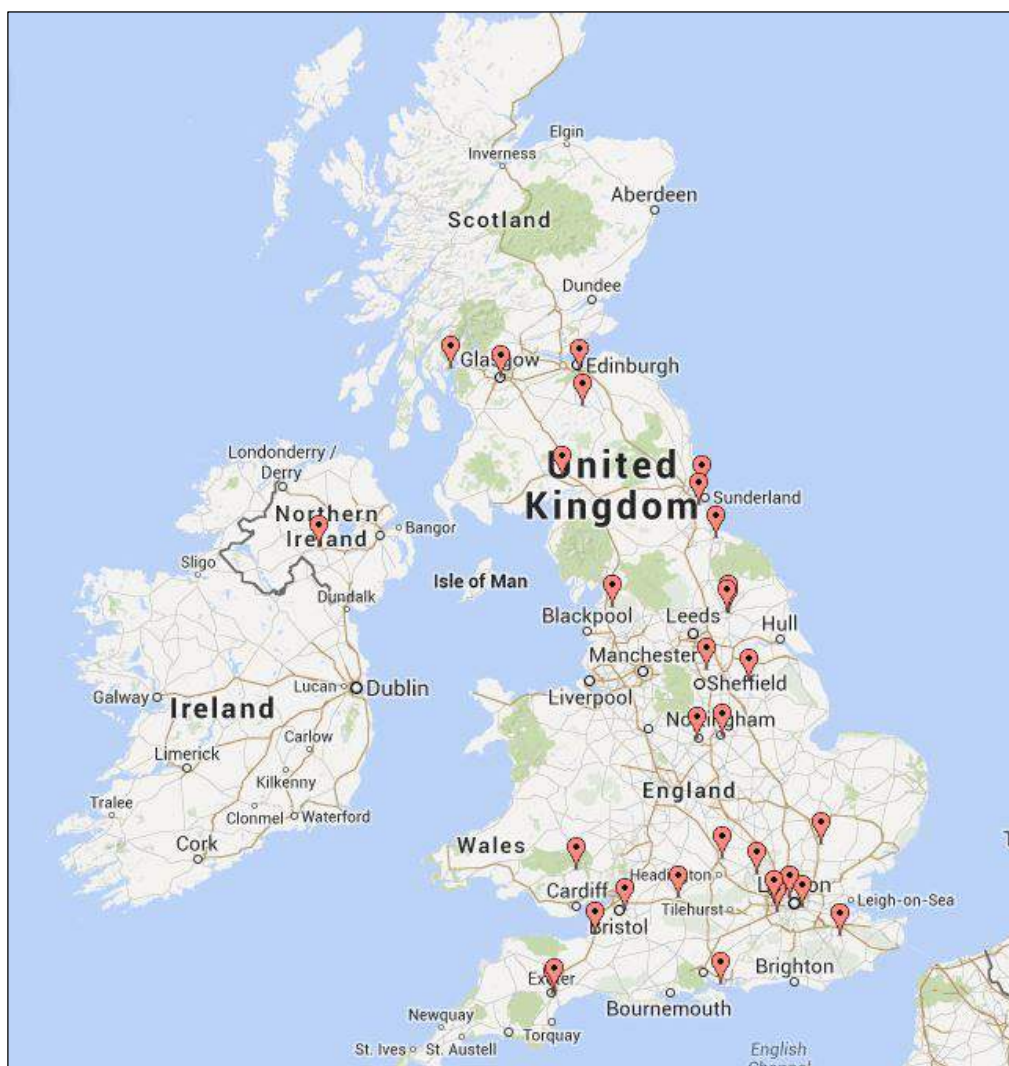 Elgin
Inverness
Aberdeen
Scotland
Dundee
Glasgow
Edinburgh
Londonderry /
Derry
United
Kingdom
Sunderland
Northern
Ireland
Bangor
Sligo
Isle of Man
Dundalk
Blackpool
Leeds
Hull
Manchester
Galway
Lucan
Dublin
Liverpool
Sheffield
Ireland
Nottingham
Carlow
Limerick
Kilkenny
England
Tralee
Clonmel
Waterford
Cork
Wales
Headington
London
Cardiff
Leigh-on-Sea
Tilehurst
Bristol
Brighton
Exeter
Bournemouth
Newquay
Torquay
St. Ives
St. Austell
English
Channel